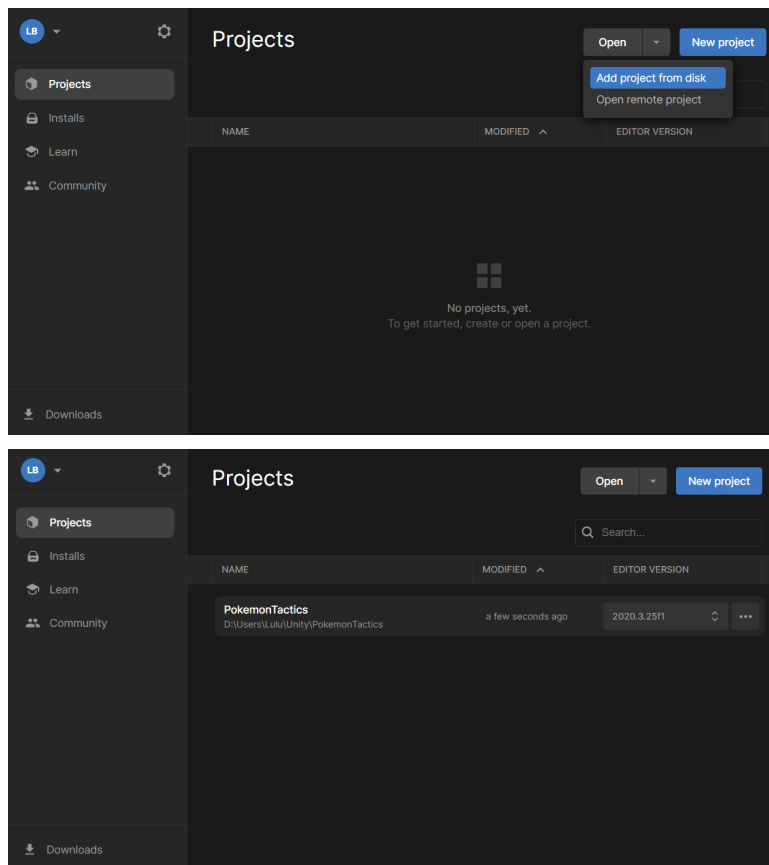 LB
Projects
Open
New project
Projects
Add project from disk
Open remote project
Installs
NAME
MODIFIED
EDITOR VERSION
Learn
Community
No projects, yet.
To get started, create or open a project.
Downloads
LB
Projects
Open
New project
Projects
Search...
Installs
NAME
MODIFIED
EDITOR VERSION
Learn
PokemonTactics
D:\Users\Lulu\Unity\PokemonTactics
a few seconds ago
2020.3.25f1
Community
Downloads